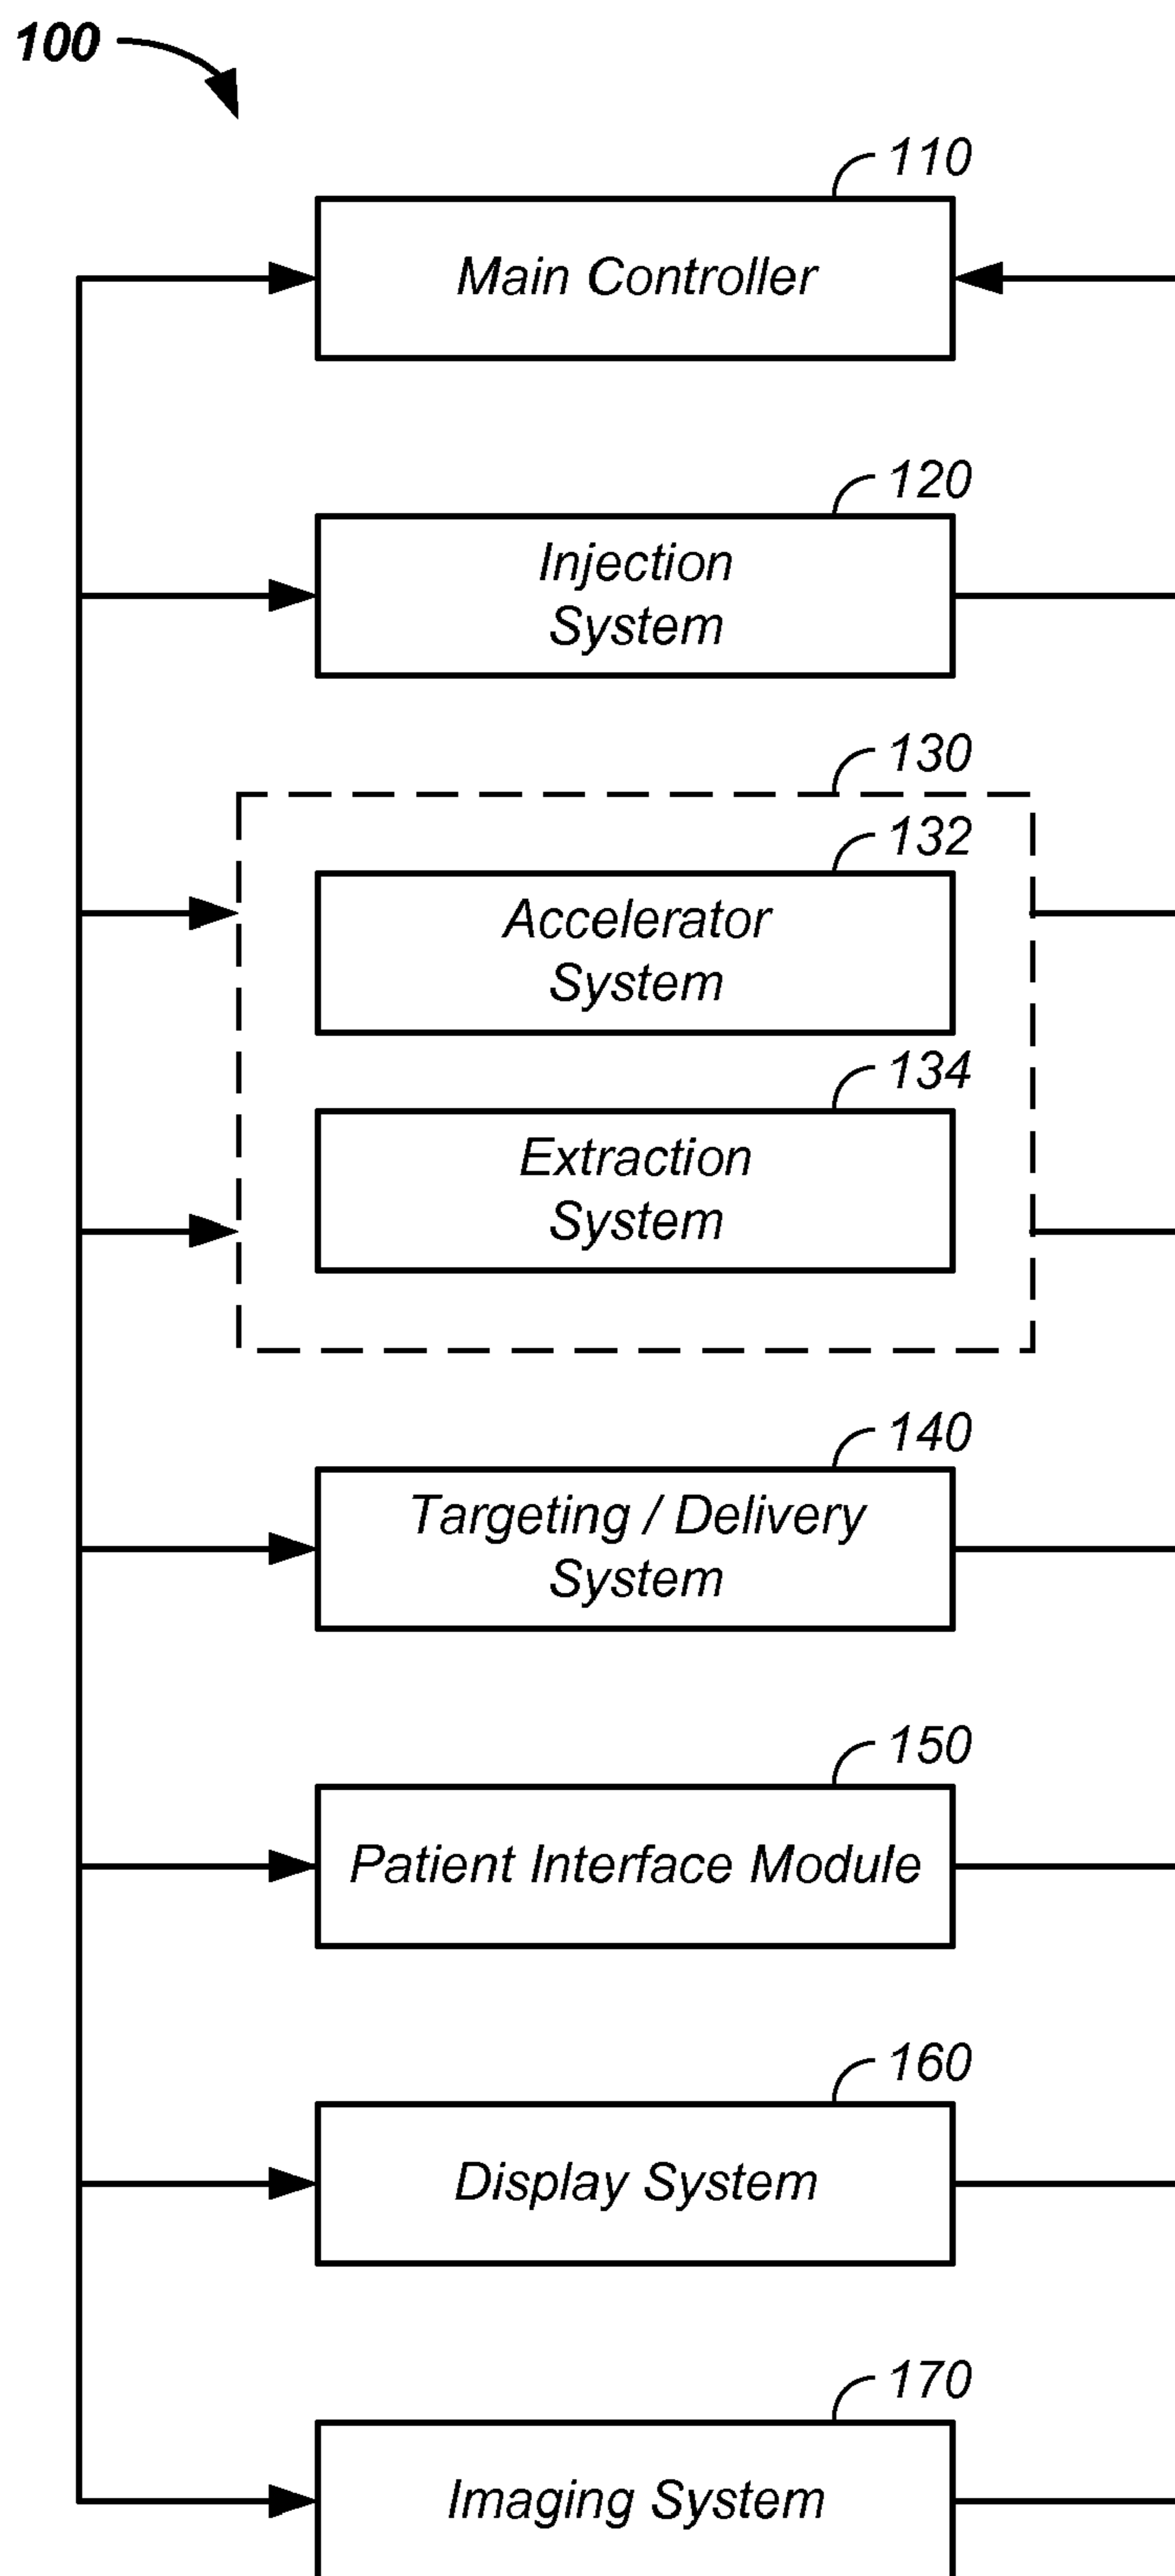 100
110
Main Controller
120
Injection
System
130
132
Accelerator
System
134
Extraction
System
140
Targeting / Delivery
System
150
Patient Interface Module
160
Display System
170
Imaging System